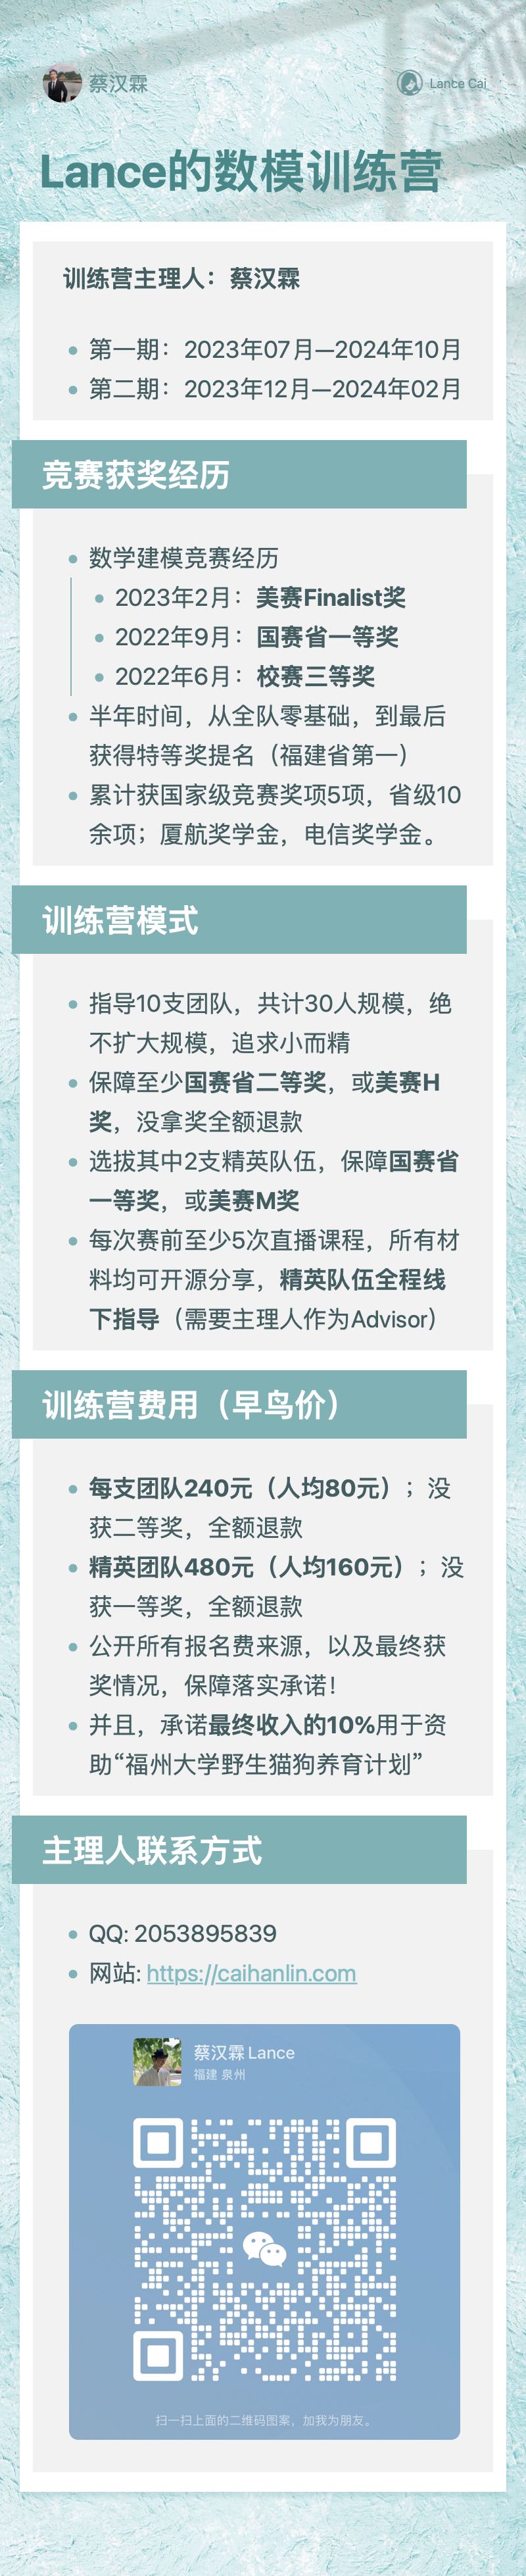 蔡汉霖
Lance Cai
Lance的数模训练营
训练营主理人：蔡汉霖
第一期：2023年07月—2024年10月
第二期：2023年12月—2024年02月
竞赛获奖经历
数学建模竞赛经历
2023年2月：美赛Finalist奖
2022年9月：国赛省一等奖
2022年6月：校赛三等奖
半年时间，从全队零基础，到最后
获得特等奖提名（福建省第一）
累计获国家级竞赛奖项5项，省级10
余项；厦航奖学金，电信奖学金。
训练营模式
指导10支团队，共计30人规模，绝
不扩大规模，追求小而精
保障至少国赛省二等奖，或美赛H
奖，没拿奖全额退款
选拔其中2支精英队伍，保障国赛省
一等奖，或美赛M奖
每次赛前至少5次直播课程，所有材
料均可开源分享，精英队伍全程线
下指导（需要主理人作为Advisor）
训练营费用（早鸟价）
每支团队240元（人均80元）；没
获二等奖，全额退款
精英团队480元（人均160元）；没
获一等奖，全额退款
公开所有报名费来源，以及最终获
奖情况，保障落实承诺！
并且，承诺最终收入的10%用于资
助“福州大学野生猫狗养育计划”
主理人联系方式
QQ: 2053895839
网站: https://caihanlin.com
蔡汉霖 Lance
福建 泉州
扫一扫上面的二维码图案，加我为朋友。